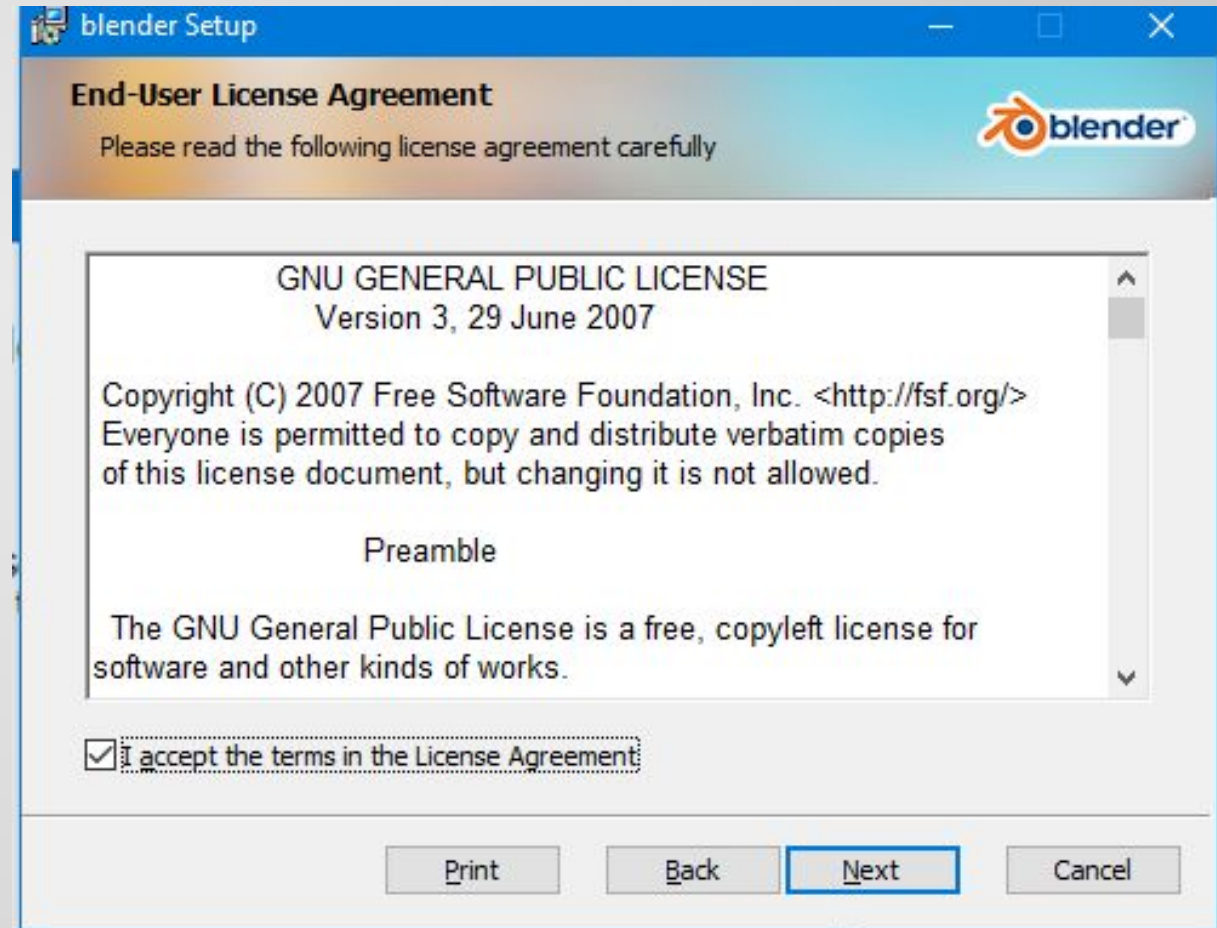 blender Setup
End-User License Agreement
Please read the following license agreement carefully
blender
GNU GENERAL PUBLIC LICENSE
Version 3, 29 June 2007
Copyright (C) 2007 Free Software Foundation, Inc. <http://fsf.org/>
Everyone is permitted to copy and distribute verbatim copies
of this license document, but changing it is not allowed.
Preamble
The GNU General Public License is a free, copyleft license for
software and other kinds of works.
I accept the terms in the License Agreement
Print Back Next Cancel